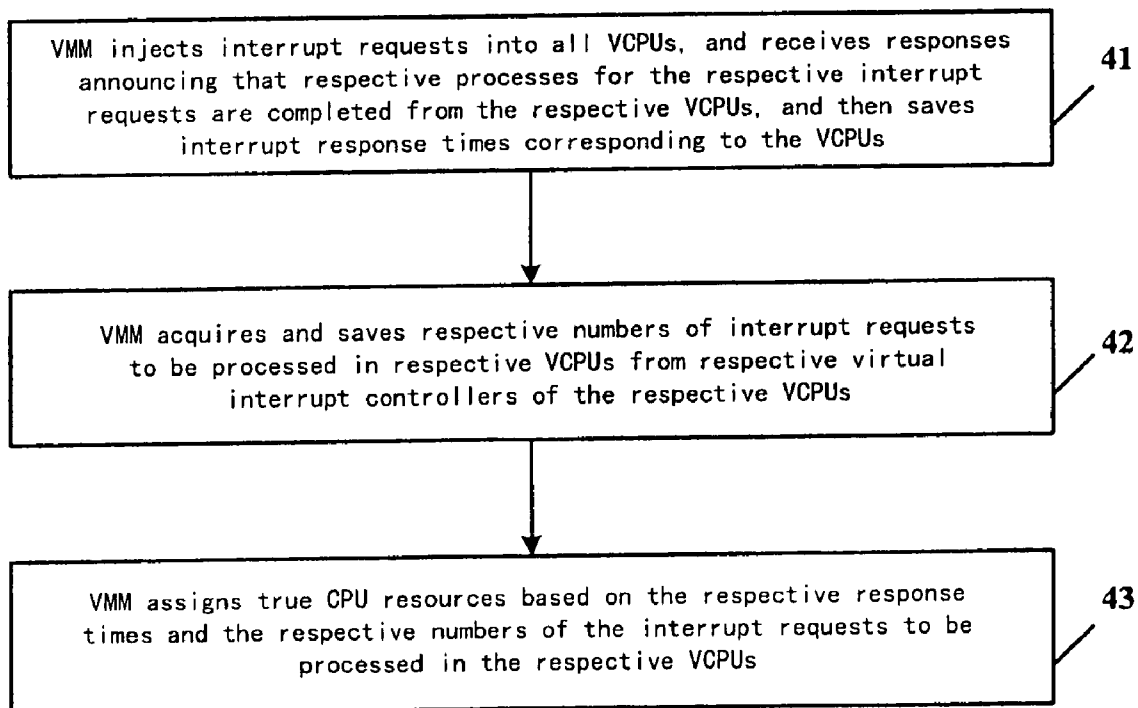 VMM injects interrupt requests into all VCPUs, and receives responses
announcing that respective processes for the respective interrupt
requests are completed from the respective VCPUs, and then saves
interrupt response times corresponding to the VCPUs
41
VMM acquires and saves respective numbers of interrupt requests
to be processed in respective VCPUs from respective virtual
interrupt controllers of the respective VCPUs
42
VMM assigns true CPU resources based on the respective response
times and the respective numbers of the interrupt requests to be
processed in the respective VCPUs
43